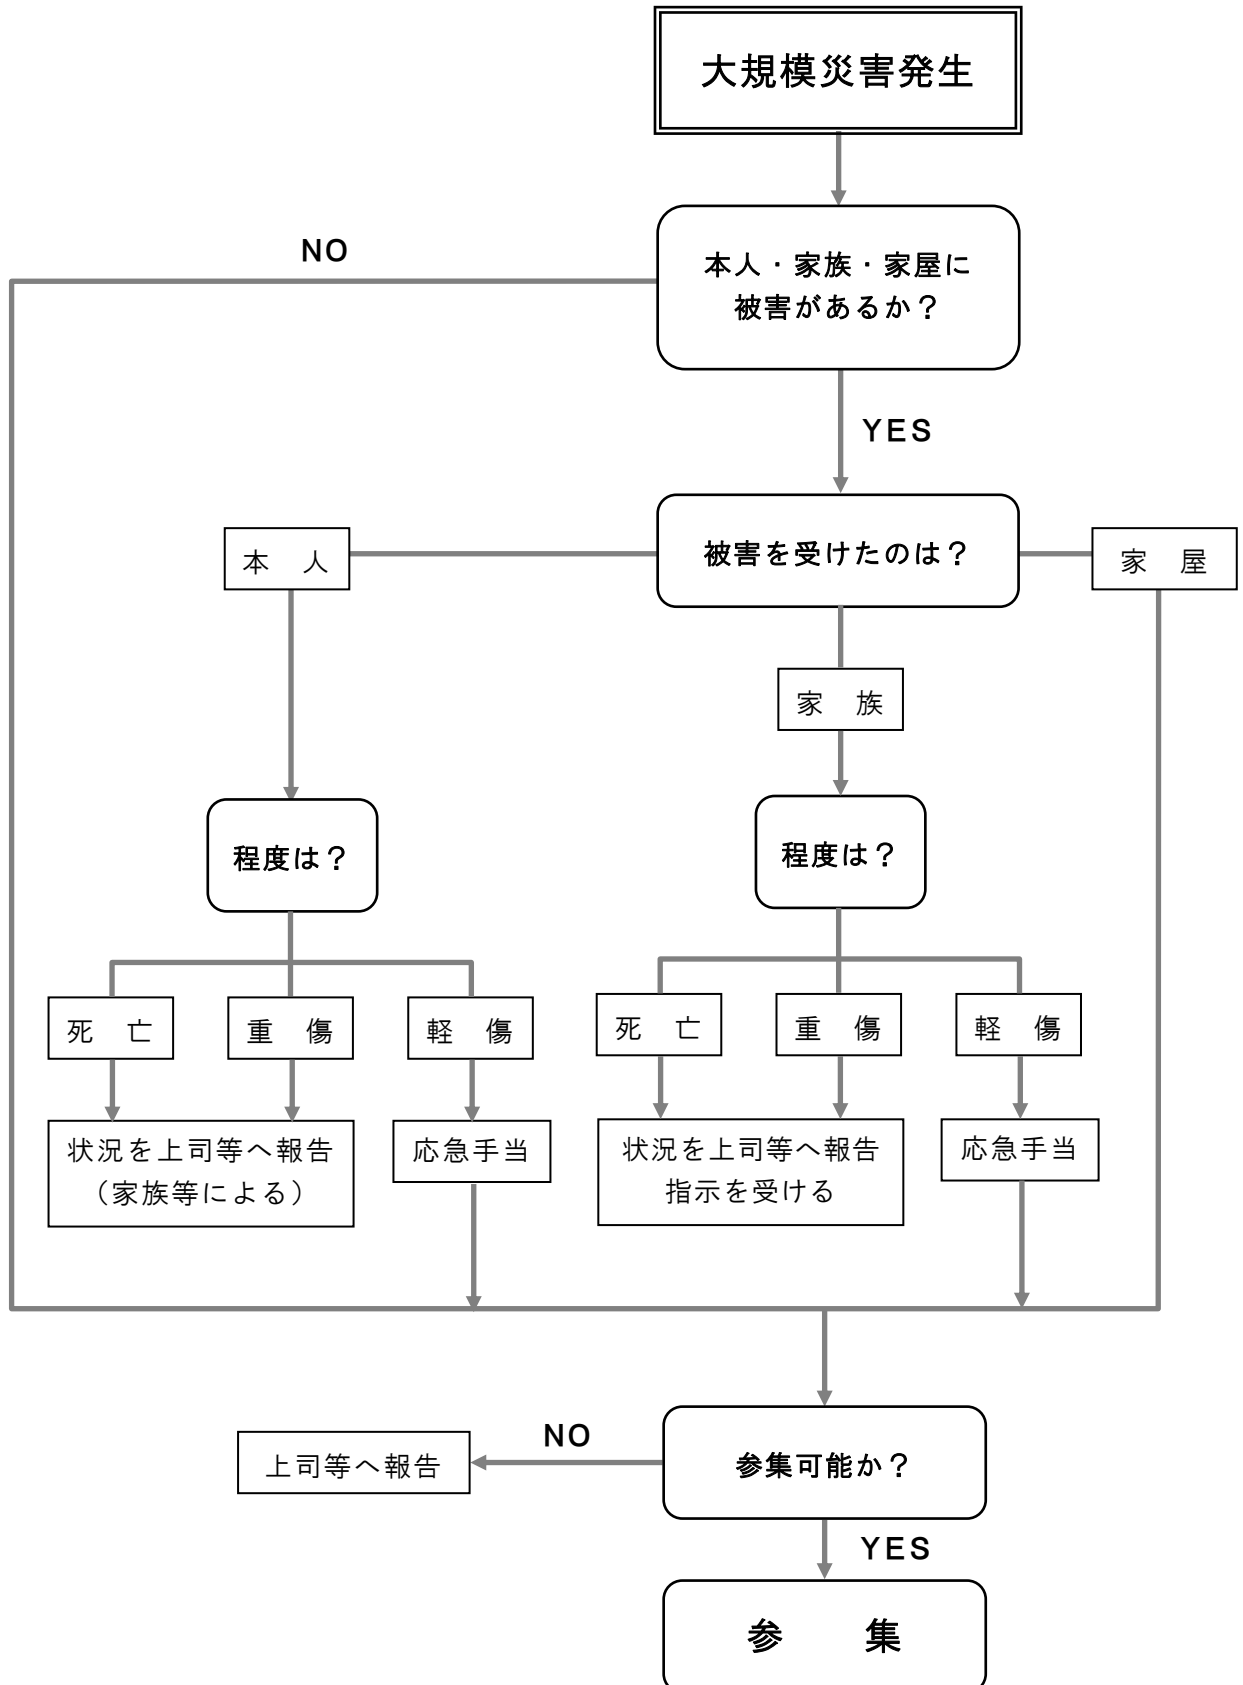 大規模災害発生
NO
本人・家族・家屋に
被害があるか？
YES
本　人
被害を受けたのは？
家　屋
家　族
程度は？
程度は？
死　亡
重　傷
軽　傷
死　亡
重　傷
軽　傷
状況を上司等へ報告
（家族等による）
応急手当
状況を上司等へ報告
指示を受ける
応急手当
NO
上司等へ報告
参集可能か？
YES
参　集